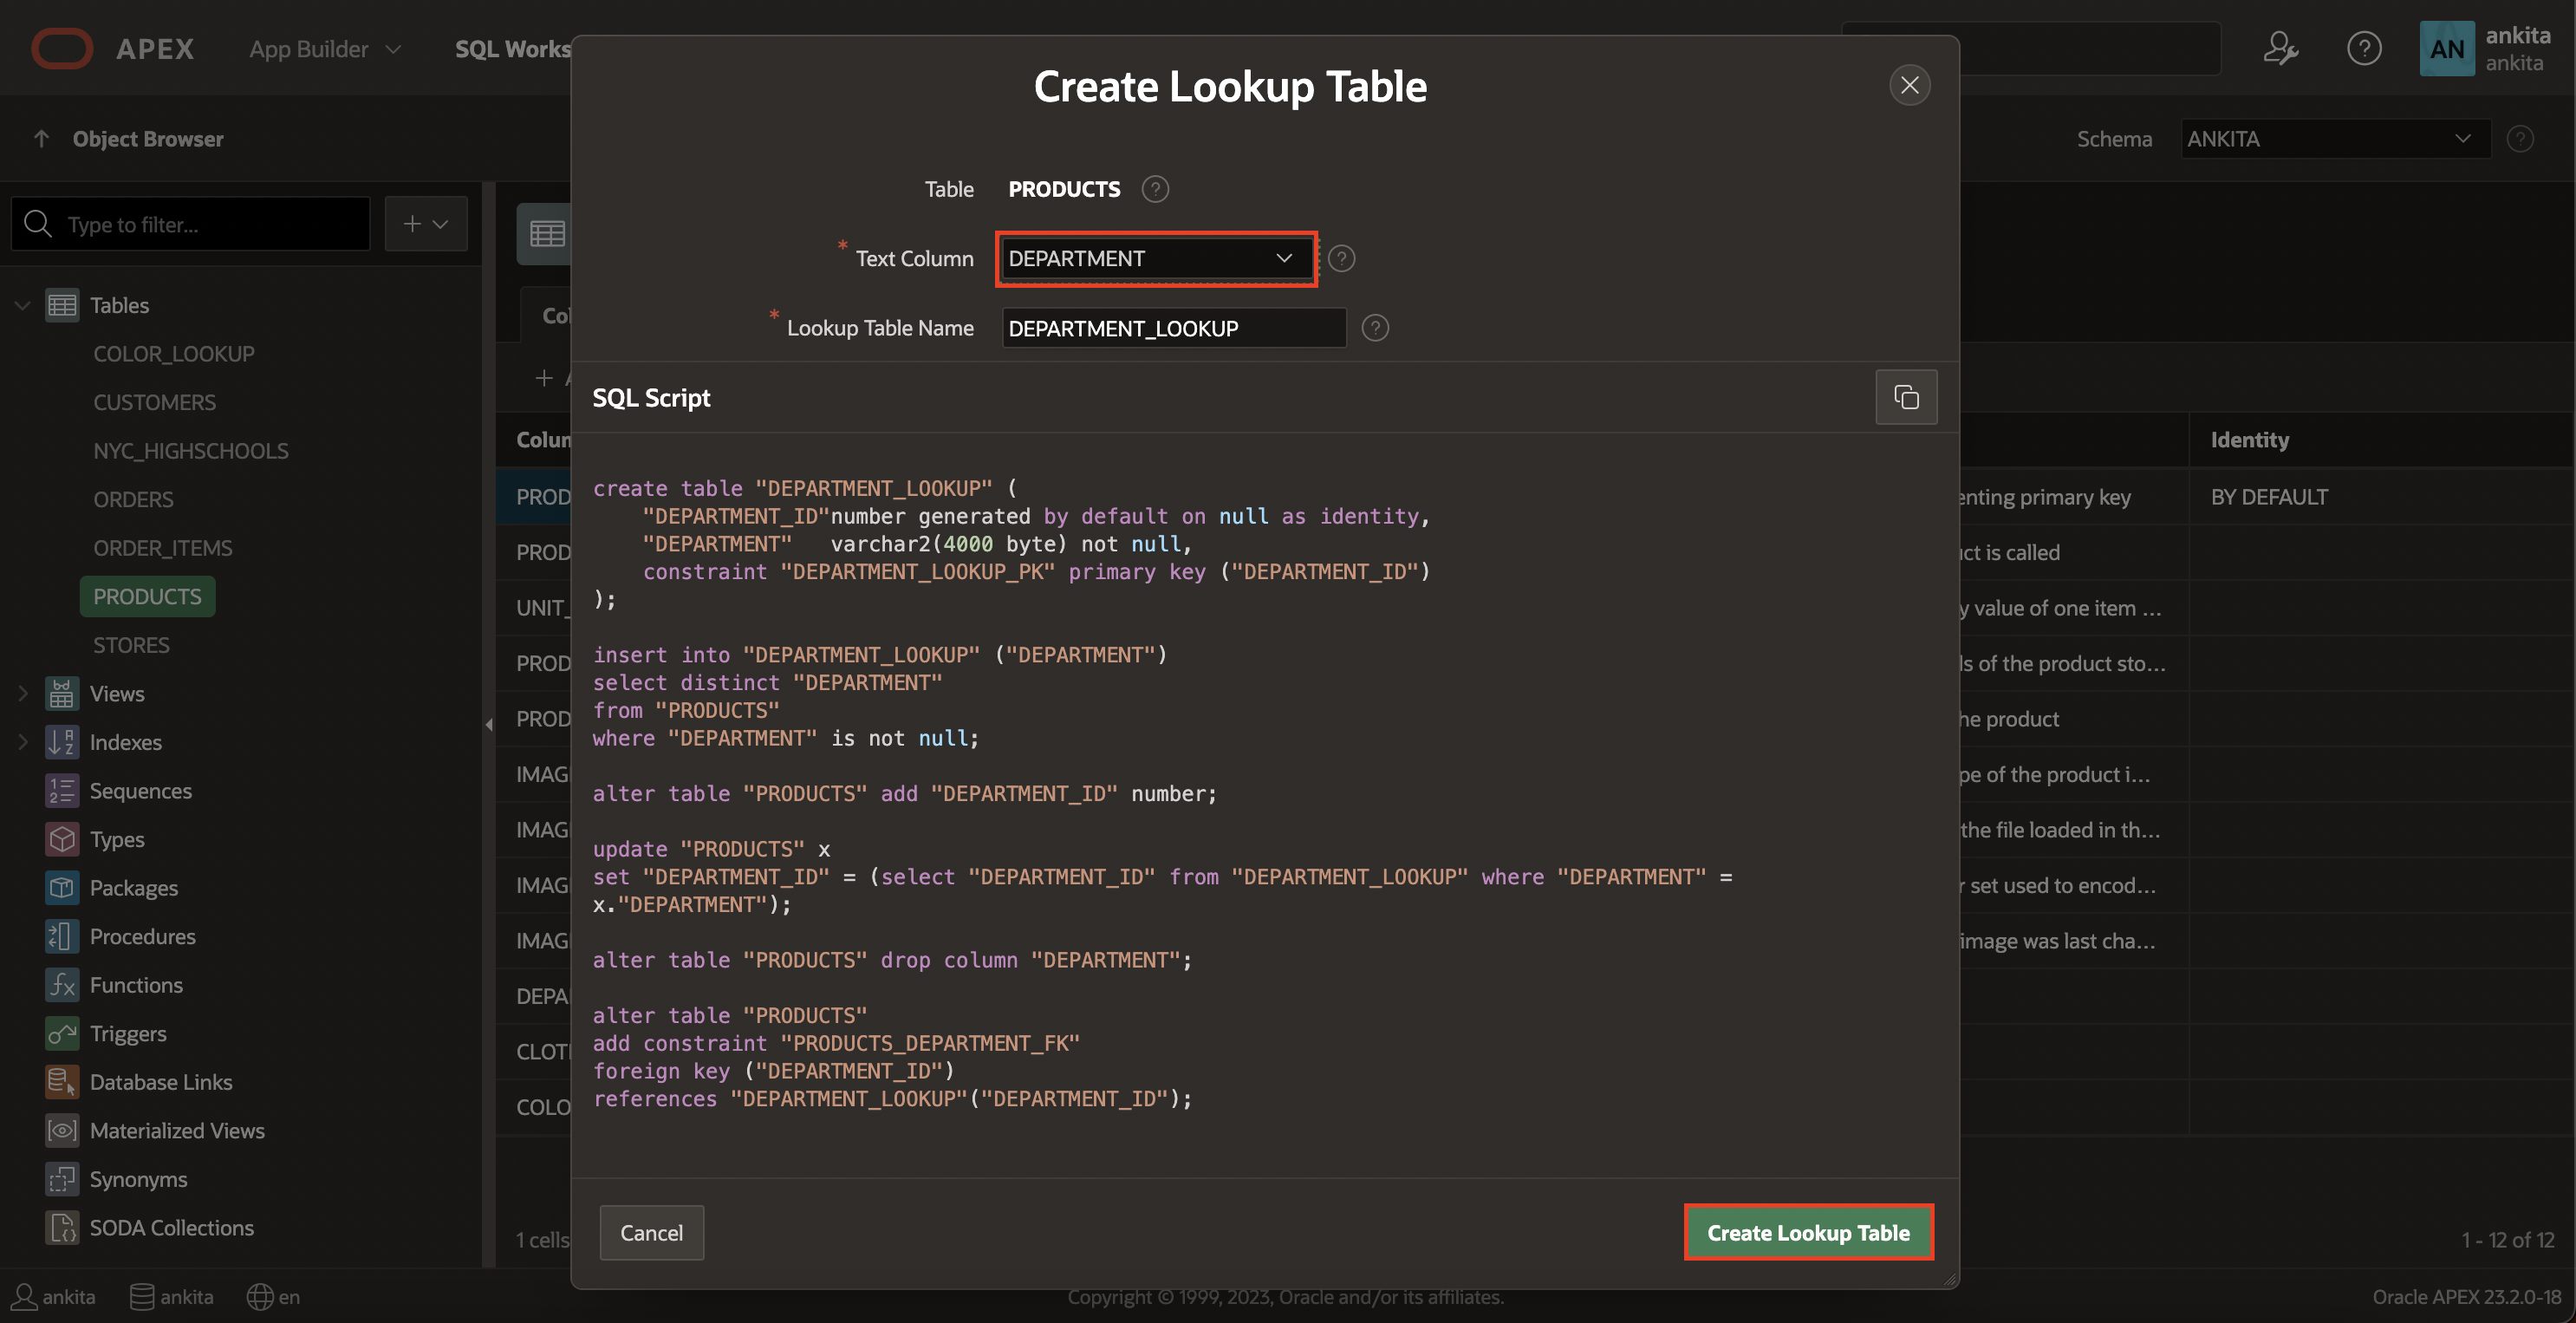 APEX
App Builder
SQL Works
AN
ankita
ankita
Object Browser
Schema
ANKITA
Type to filter...
Tables
COLOR_LOOKUP
CUSTOMERS
NYC_HIGHSCHOOLS
ORDERS
ORDER_ITEMS
PRODUCTS
STORES
Views
Indexes
Sequences
Types
Packages
Procedures
Functions
Triggers
Database Links
Materialized Views
Synonyms
SODA Collections
Col
+ A
Colum
PROD
PROD
UNIT_
PROD
PROD
IMAG
IMAG
IMAG
IMAG
DEPA
CLOT
COLO
1 cells
Create Lookup Table
Table PRODUCTS
* Text Column DEPARTMENT
* Lookup Table Name DEPARTMENT_LOOKUP
SQL Script
create table "DEPARTMENT_LOOKUP" (
"DEPARTMENT_ID"number generated by default on null as identity,
"DEPARTMENT" varchar2(4000 byte) not null,
constraint "DEPARTMENT_LOOKUP_PK" primary key ("DEPARTMENT_ID")
);
insert into "DEPARTMENT_LOOKUP" ("DEPARTMENT")
select distinct "DEPARTMENT"
from "PRODUCTS"
where "DEPARTMENT" is not null;
alter table "PRODUCTS" add "DEPARTMENT_ID" number;
update "PRODUCTS" x
set "DEPARTMENT_ID" = (select "DEPARTMENT_ID" from "DEPARTMENT_LOOKUP" where "DEPARTMENT" =
x."DEPARTMENT");
alter table "PRODUCTS" drop column "DEPARTMENT";
alter table "PRODUCTS"
add constraint "PRODUCTS_DEPARTMENT_FK"
foreign key ("DEPARTMENT_ID")
references "DEPARTMENT_LOOKUP"("DEPARTMENT_ID");
Cancel
Create Lookup Table
Identity
enting primary key
BY DEFAULT
ct is called
y value of one item ...
ls of the product sto...
he product
pe of the product i...
the file loaded in th...
r set used to encod...
image was last cha...
1 - 12 of 12
ankita
ankita
en
Copyright © 1999, 2023, Oracle and/or its affiliates.
Oracle APEX 23.2.0-18